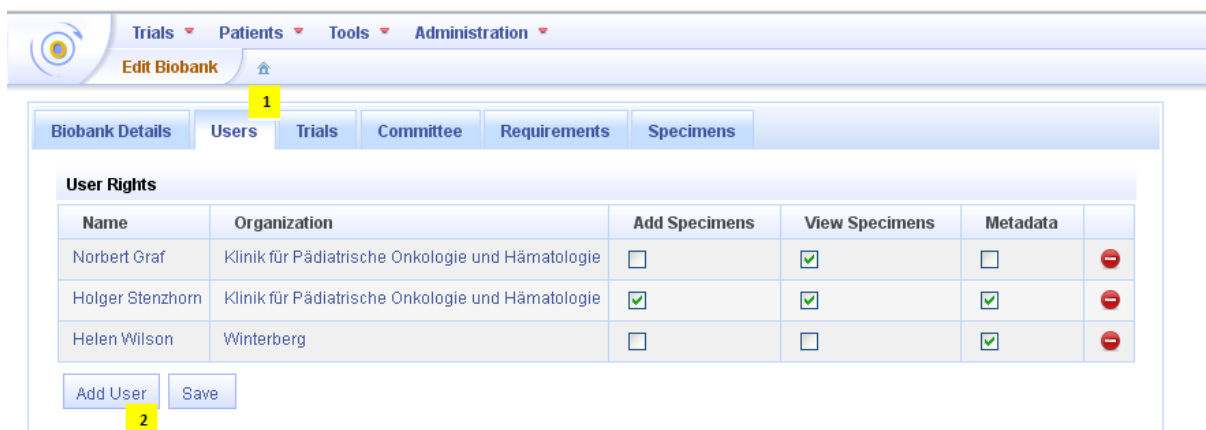 Trials Patients Tools Administration
Edit Biobank
1
Biobank Details Users Trials Committee Requirements Specimens
User Rights
Name Organization Add Specimens View Specimens Metadata
Norbert Graf Klinik für Pädiatrische Onkologie und Hämatologie
Holger Stenzhorn Klinik für Pädiatrische Onkologie und Hämatologie
Helen Wilson Winterberg
Add User Save
2